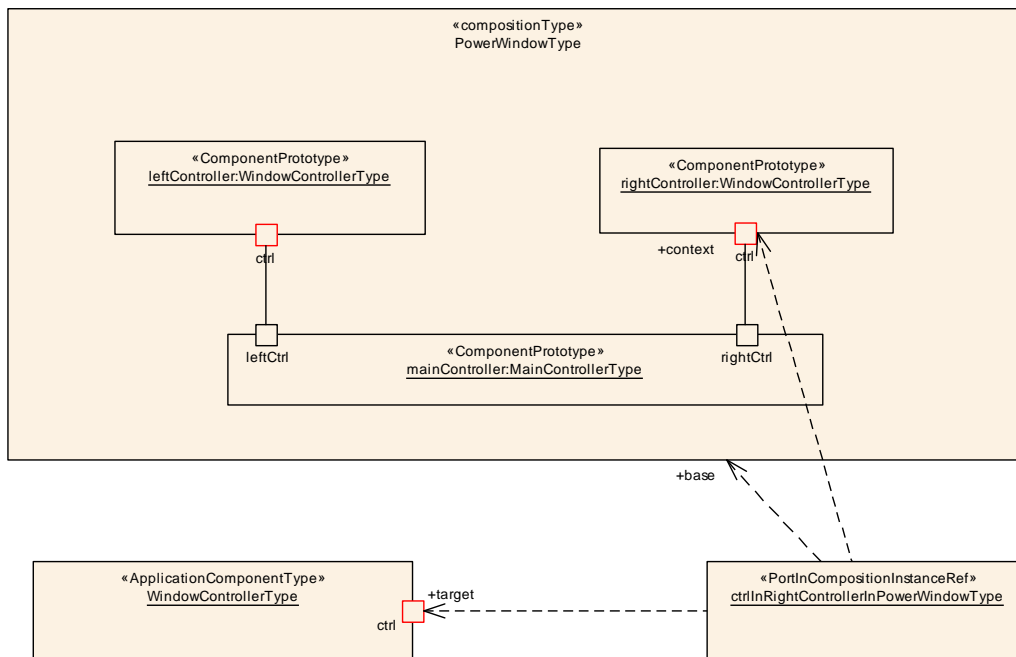 «compositionType»
PowerWindowType
«ComponentPrototype»
leftController:WindowControllerType
«ComponentPrototype»
rightController:WindowControllerType
ctrl
+context
ctrl
leftCtrl
«ComponentPrototype»
mainController:MainControllerType
rightCtrl
+base
«ApplicationComponentType»
WindowControllerType
ctrl
+target
«PortInCompositionInstanceRef»
ctrlInRightControllerInPowerWindowType